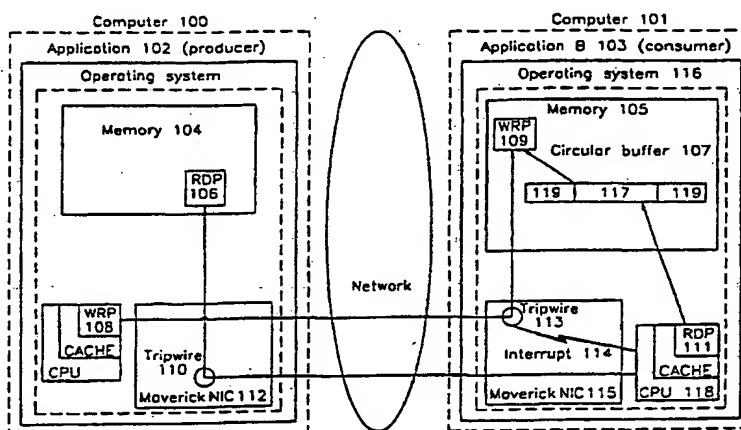 Computer 100
Application 102 (producer)
Operating system
Memory 104
RDP
106
WRP
108
CACHE
CPU
Tripwire
110
Maverick NIC 112
Network
Computer 101
Application B 103 (consumer)
Operating system 116
Memory 105
WRP
109
Circular buffer 107
119 117 119
Tripwire
113
Interrupt 114
Maverick NIC 115
RDP
111
CACHE
CPU 118